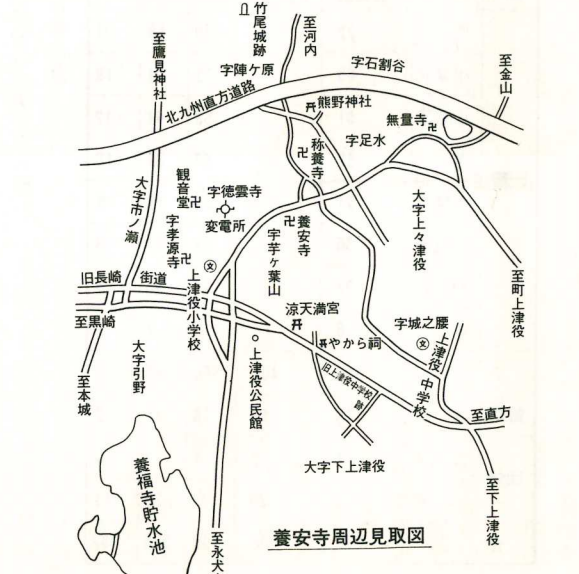 竹尾城跡
至河内
至鷹見神社
字陣ケ原
字石割谷
至金山
北九州直方道路
熊野神社
無量寺
字足水
称養寺
観音堂
字徳雲寺
変電所
大字市ノ瀬
字孝源寺
養安寺
字芋ヶ葉山
大字上々津役
文
上津役小学校
旧長崎街道
至黒崎
涼天満宮
やから祠
字城之腰
文
上津役中学校
至町上津役
大字引野
至本城
上津役公民館
旧上津役中学校跡
至直方
大字下上津役
至下上津役
養福寺貯水池
至永犬
養安寺周辺見取図